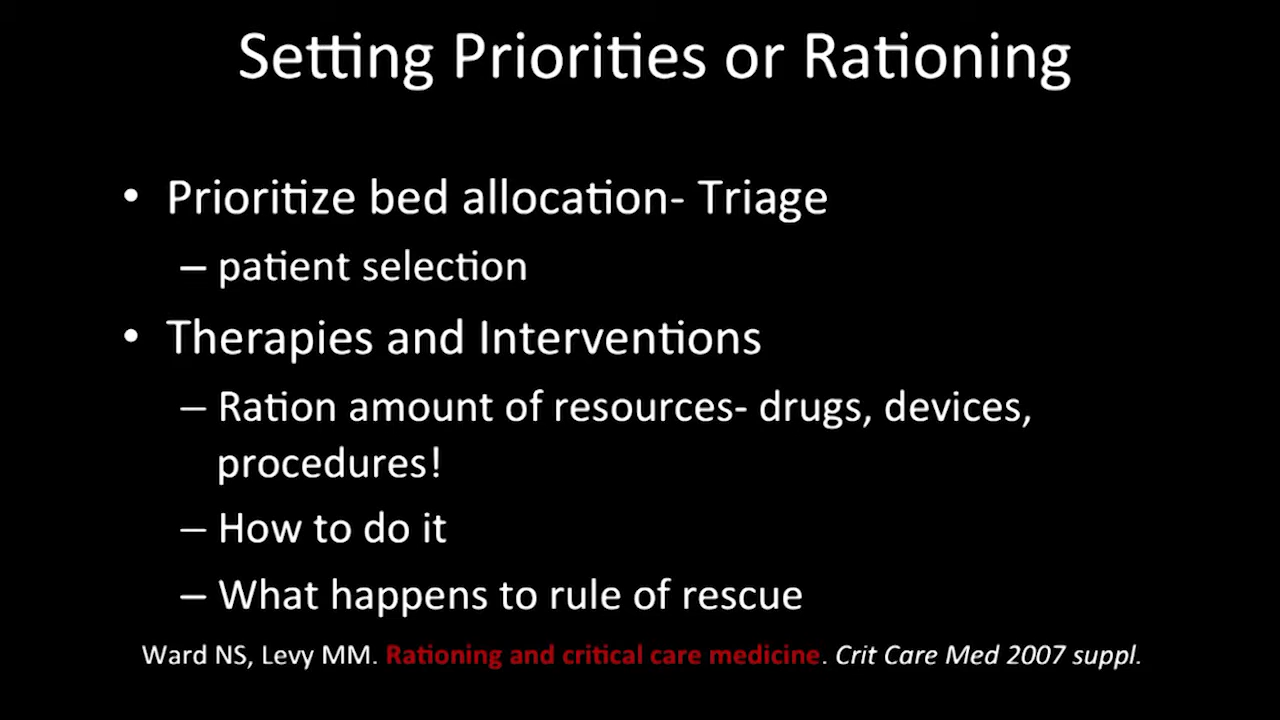 Setting Priorities or Rationing
• Prioritize bed allocation- Triage
– patient selection
• Therapies and Interventions
– Ration amount of resources- drugs, devices,
procedures!
– How to do it
– What happens to rule of rescue
Ward NS, Levy MM. Rationing and critical care medicine. Crit Care Med 2007 suppl.